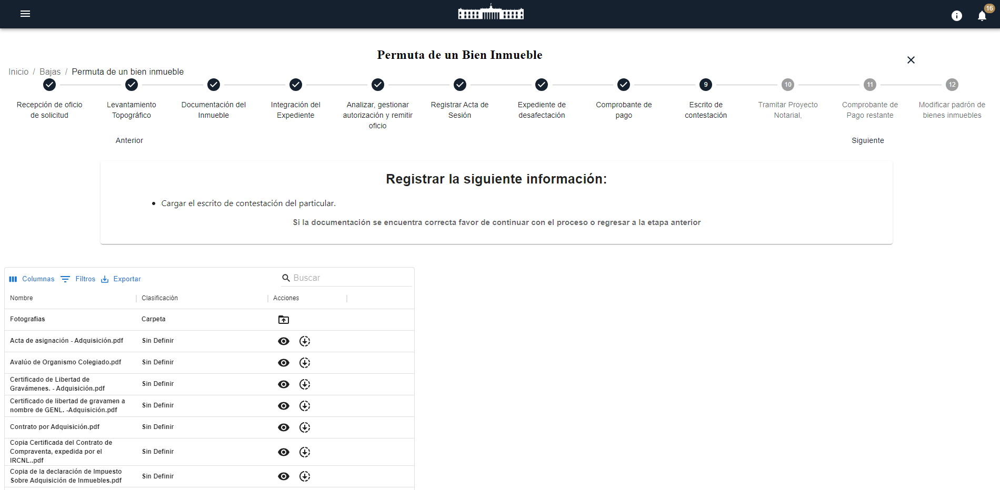 16
Permuta de un Bien Inmueble
Inicio / Bajas / Permuta de un bien inmueble
9
10
11
12
Recepción de oficio
de solicitud
Levantamiento
Topográfico
Documentación del
Inmueble
Integración del
Expediente
Analizar, gestionar
autorización y remitir
oficio
Registrar Acta de
Sesión
Expediente de
desafectación
Comprobante de
pago
Escrito de
contestación
Tramitar Proyecto
Notarial,
Comprobante de
Pago restante
Modificar padrón de
bienes inmuebles
Anterior
Siguiente
Registrar la siguiente información:
• Cargar el escrito de contestación del particular.
Si la documentación se encuentra correcta favor de continuar con el proceso o regresar a la etapa anterior
Columnas Filtros Exportar Buscar
Nombre Clasificación Acciones
Fotografias Carpeta
Acta de asignación - Adquisición.pdf Sin Definir
Avalúo de Organismo Colegiado.pdf Sin Definir
Certificado de Libertad de
Gravámenes. - Adquisición.pdf Sin Definir
Certificado de libertad de gravamen a
nombre de GENL. -Adquisición.pdf Sin Definir
Contrato por Adquisición.pdf Sin Definir
Copia Certificada del Contrato de
Compraventa, expedida por el Sin Definir
IRCNL..pdf
Copia de la declaración de Impuesto
Sobre Adquisición de Inmuebles.pdf Sin Definir